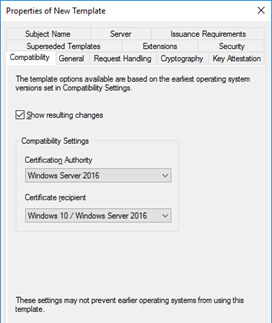 Properties of New Template
Subject Name
Server
Issuance Requirements
Superseded Templates
Extensions
Security
Compatibility
General
Request Handling
Cryptography
Key Attestation
The template options available are based on the earliest operating system
versions set in Compatibility Settings.
Show resulting changes
Compatibility Settings
Certification Authority
Windows Server 2016
Certificate recipient
Windows 10 / Windows Server 2016
These settings may not prevent earlier operating systems from using this
template.